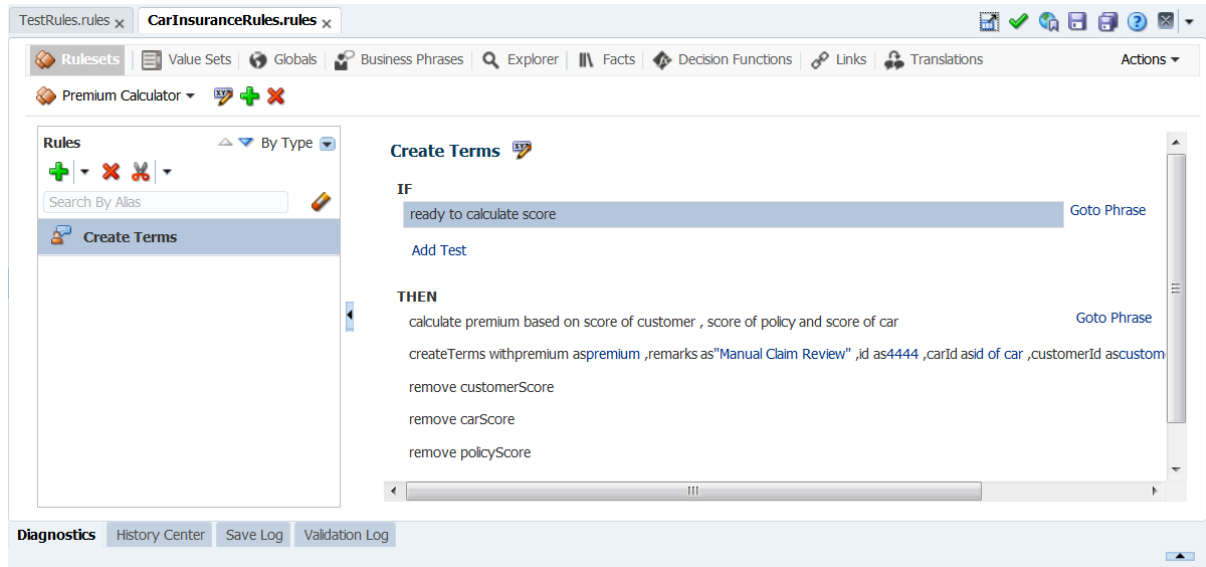 TestRules.rules x CarInsuranceRules.rules x
Rulesets Value Sets Globals Business Phrases Explorer Facts Decision Functions Links Translations Actions
Premium Calculator
Rules By Type
Search By Alias
Create Terms
Create Terms
IF
ready to calculate score Goto Phrase
Add Test
THEN
calculate premium based on score of customer , score of policy and score of car Goto Phrase
createTerms withpremium aspremium ,remarks as"Manual Claim Review" ,id as4444 ,carId asid of car ,customerId ascustom
remove customerScore
remove carScore
remove policyScore
Diagnostics History Center Save Log Validation Log